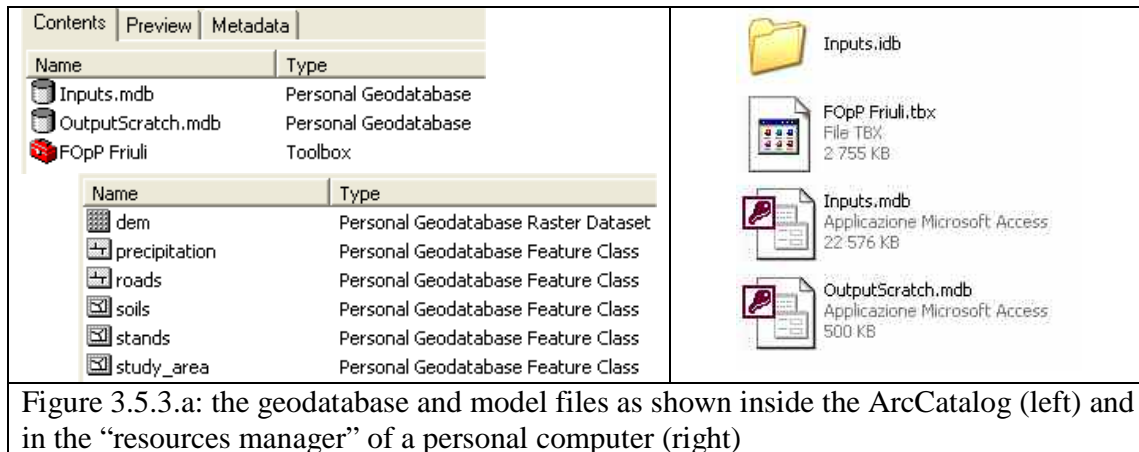 Contents Preview Metadata
Name Type
Inputs.mdb Personal Geodatabase
OutputScratch.mdb Personal Geodatabase
FOpP Friuli Toolbox
Name Type
dem Personal Geodatabase Raster Dataset
precipitation Personal Geodatabase Feature Class
roads Personal Geodatabase Feature Class
soils Personal Geodatabase Feature Class
stands Personal Geodatabase Feature Class
study_area Personal Geodatabase Feature Class
Inputs.idb
FOpP Friuli.tbx
File TBX
2 755 KB
Inputs.mdb
Applicazione Microsoft Access
22 576 KB
OutputScratch.mdb
Applicazione Microsoft Access
500 KB
Figure 3.5.3.a: the geodatabase and model files as shown inside the ArcCatalog (left) and
in the “resources manager” of a personal computer (right)